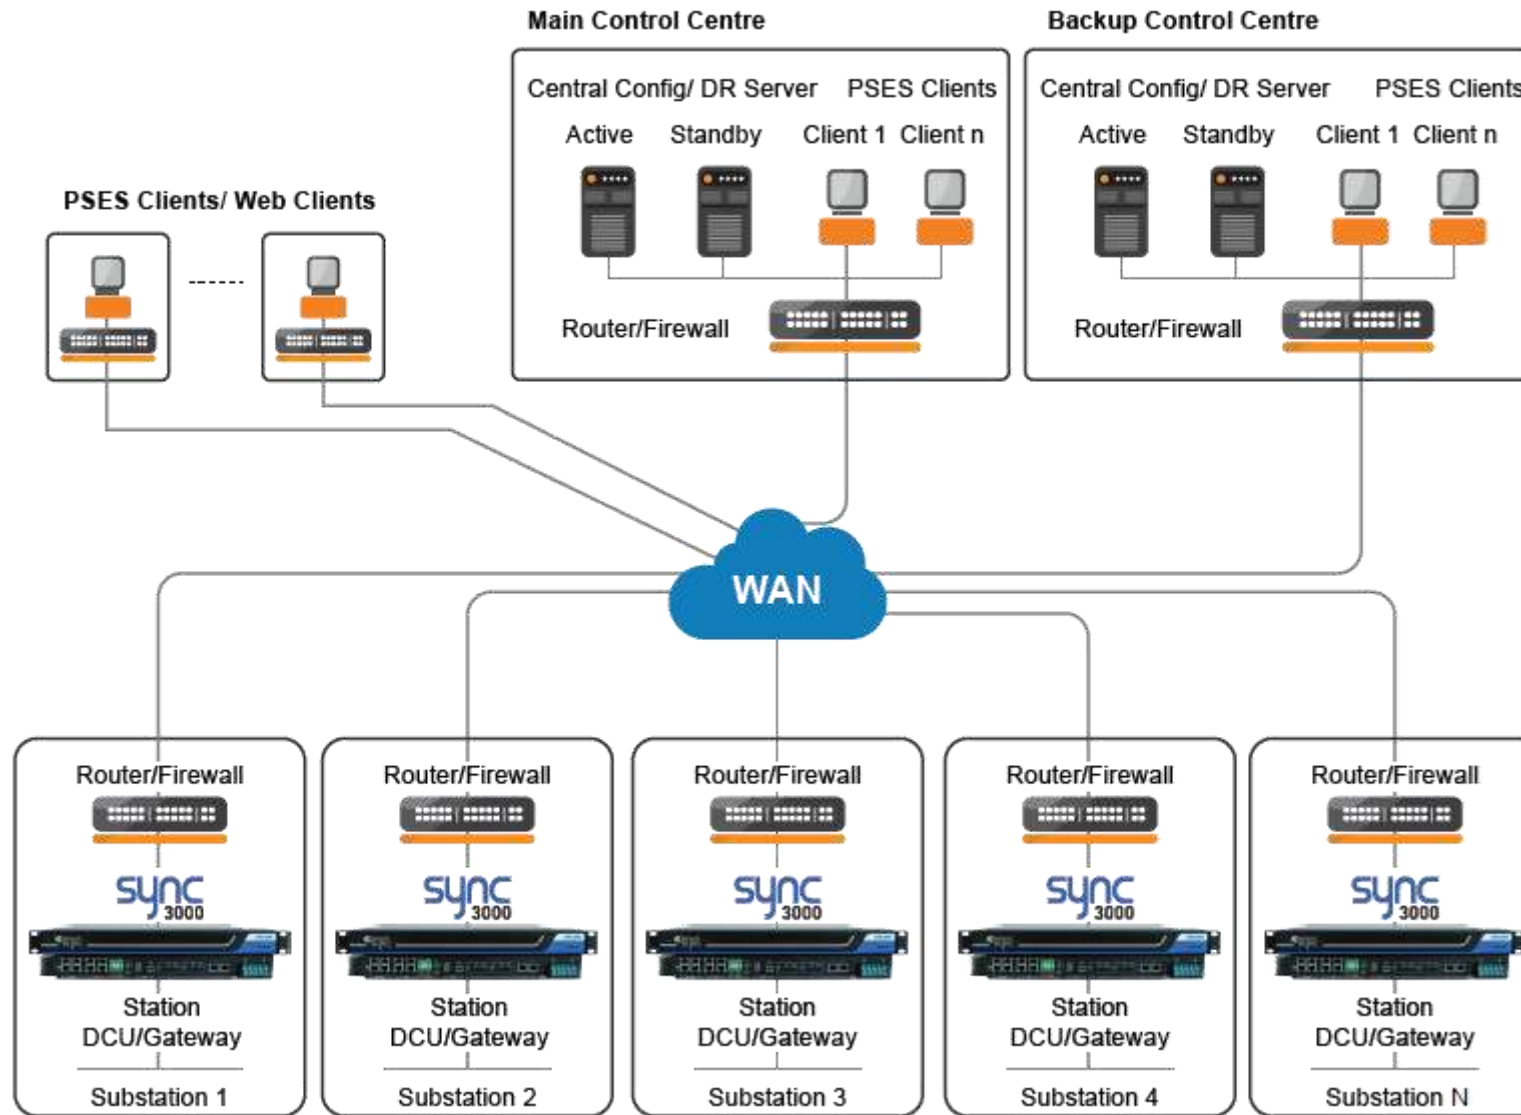 Main Control Centre
Backup Control Centre
Central Config/ DR Server
PSES Clients
Active
Standby
Client 1
Client n
Router/Firewall
Central Config/ DR Server
PSES Clients
Active
Standby
Client 1
Client n
Router/Firewall
PSES Clients/ Web Clients
WAN
Router/Firewall
sync
3000
Station
DCU/Gateway
Substation 1
Router/Firewall
sync
3000
Station
DCU/Gateway
Substation 2
Router/Firewall
sync
3000
Station
DCU/Gateway
Substation 3
Router/Firewall
sync
3000
Station
DCU/Gateway
Substation 4
Router/Firewall
sync
3000
Station
DCU/Gateway
Substation N